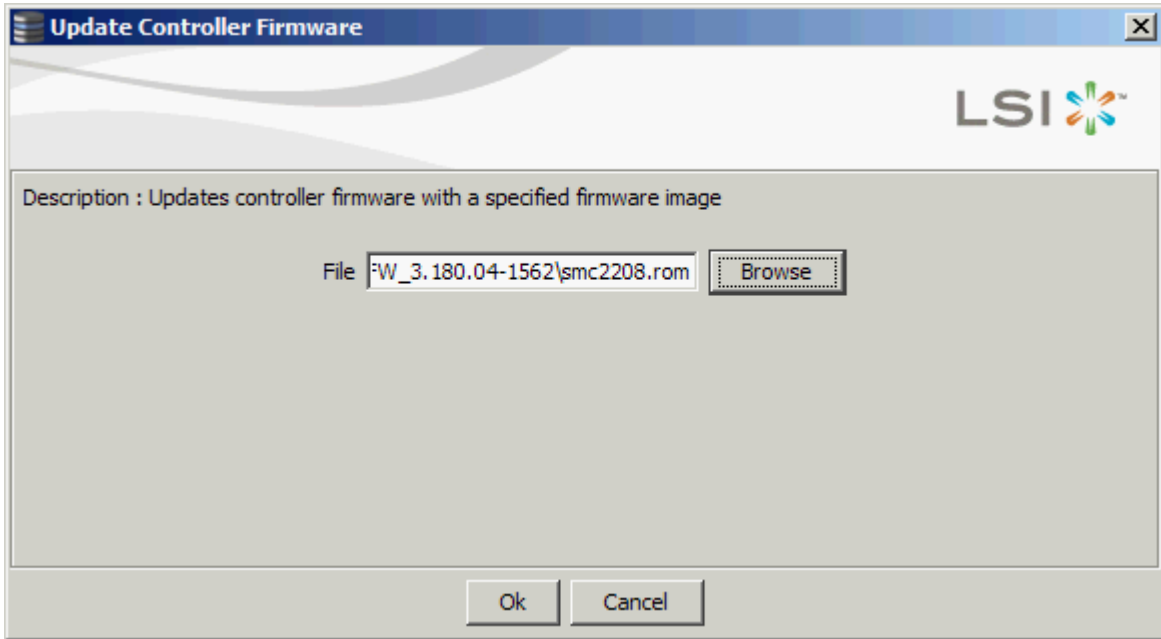 Update Controller Firmware
LSI™
Description : Updates controller firmware with a specified firmware image
File FW_3.180.04-1562\smc2208.rom Browse
Ok Cancel